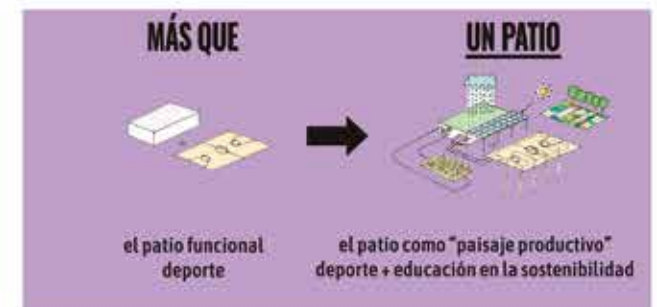 MÁS QUE
UN PATIO
el patio funcional
deporte
el patio como "paisaje productivo"
deporte + educación en la sostenibilidad